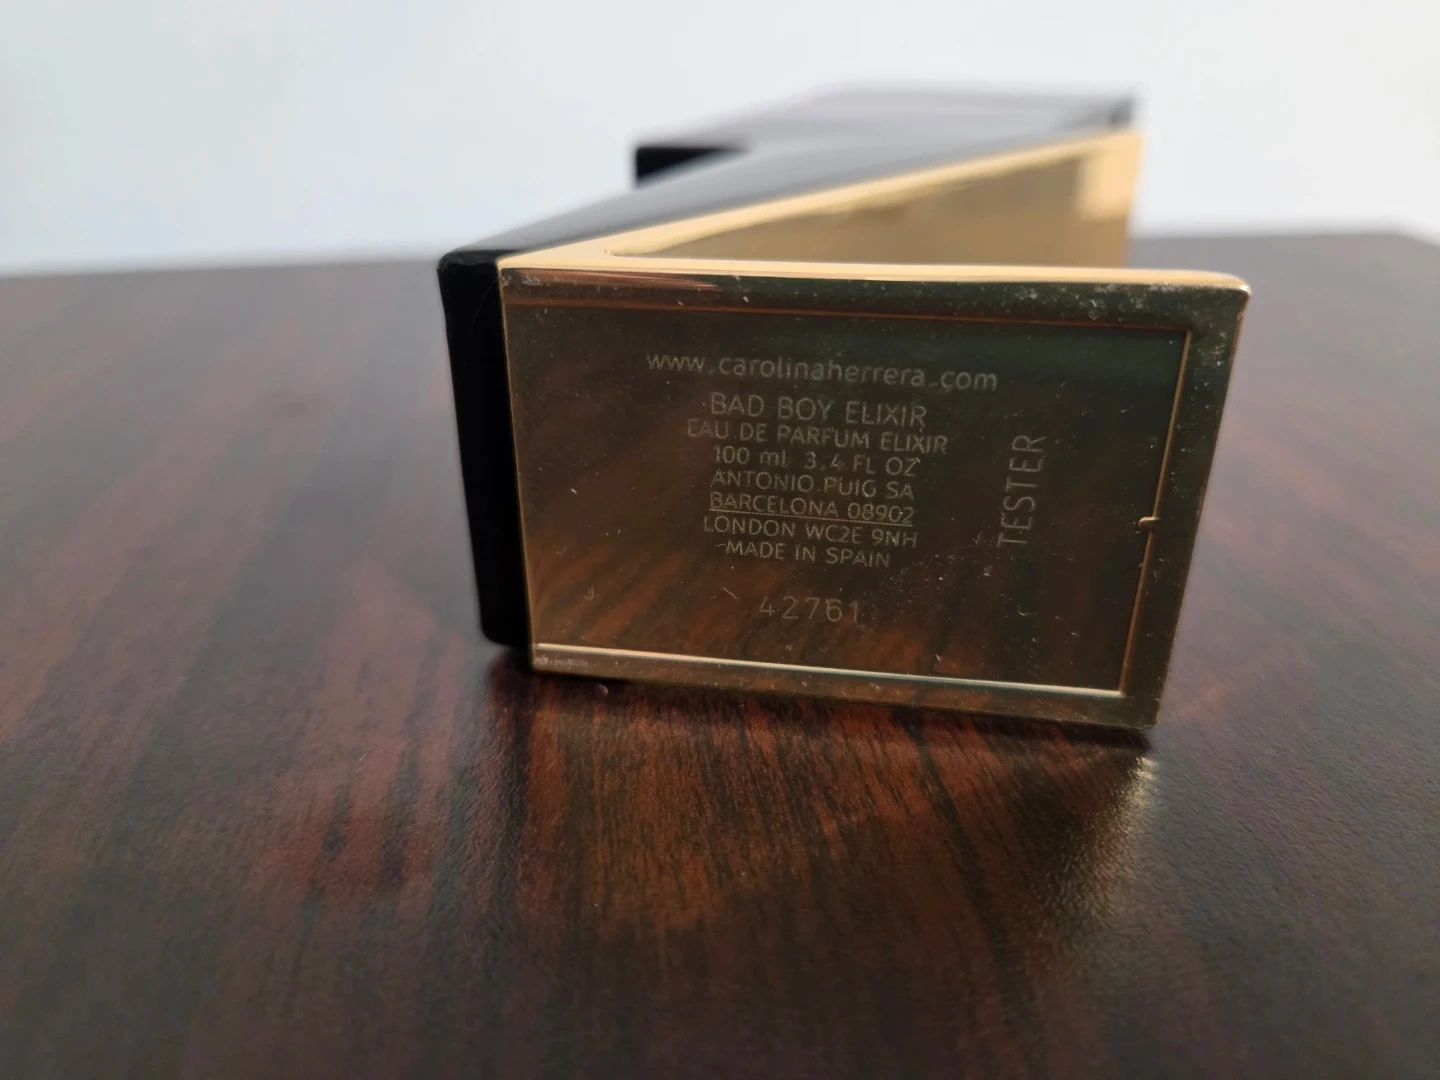 www.carolinaherrera.com
BAD BOY ELIXIR
EAU DE PARFUM ELIXIR
100 ml 3.4 FL OZ
ANTONIO PUIG SA
BARCELONA 08902
LONDON WC2E 9NH
MADE IN SPAIN
42761
TESTER